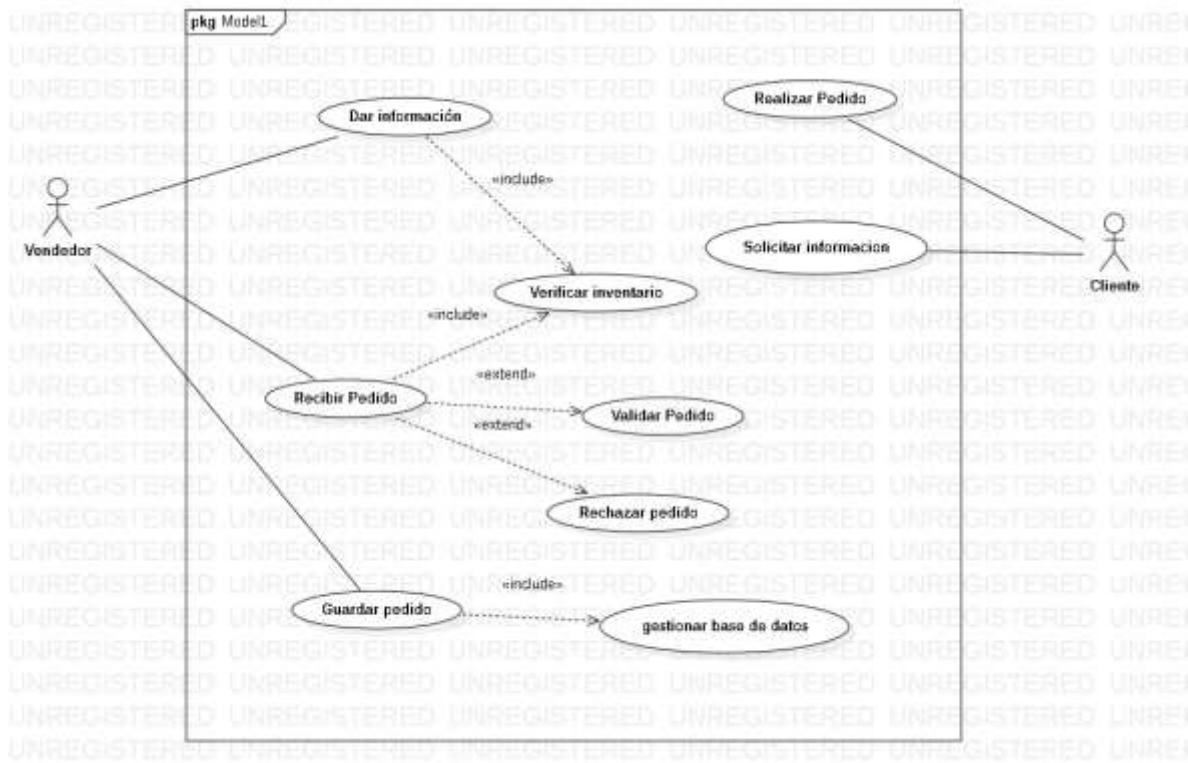 pkg Model1
Realizar Pedido
Dar información
«include»
Vendedor
Solicitar informacion
Cliente
Verificar inventario
«include»
«extend»
Recibir Pedido
Validar Pedido
«extend»
Rechazar pedido
«include»
Guardar pedido
gestionar base de datos
UNREGISTERED